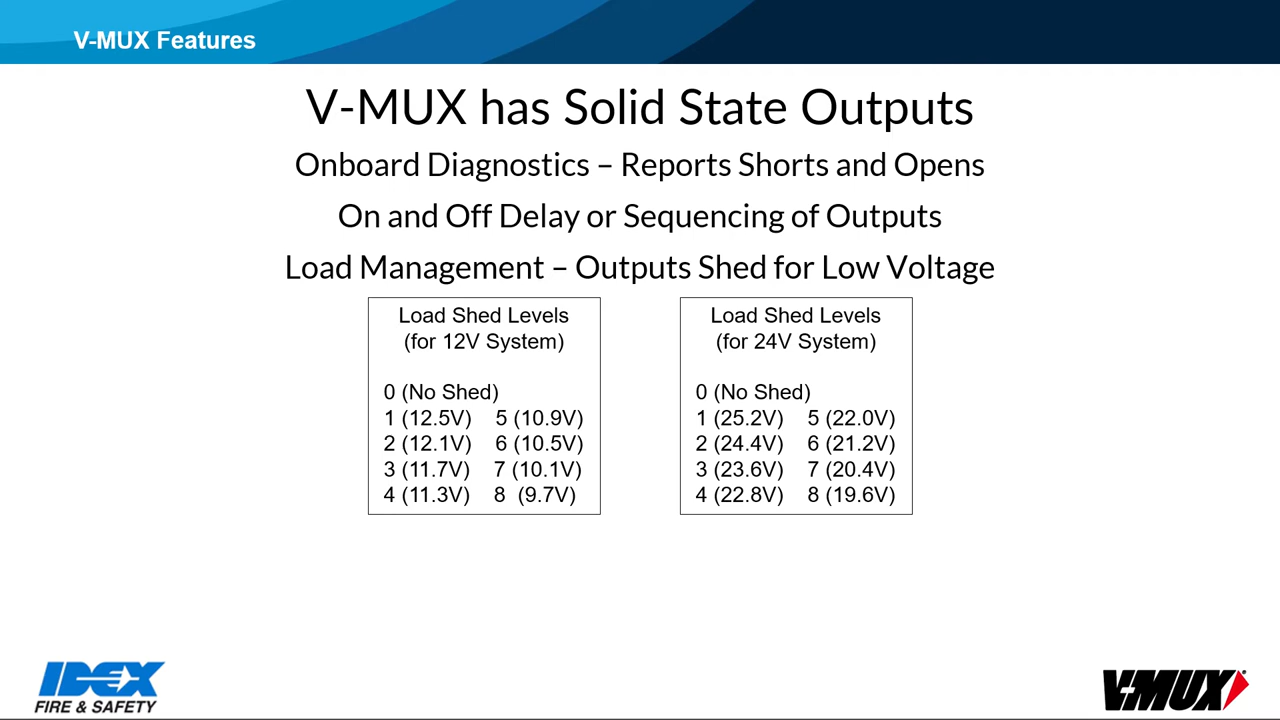 V-MUX Features
V-MUX has Solid State Outputs
Onboard Diagnostics – Reports Shorts and Opens
On and Off Delay or Sequencing of Outputs
Load Management – Outputs Shed for Low Voltage
Load Shed Levels
(for 12V System)
0 (No Shed)
1 (12.5V) 5 (10.9V)
2 (12.1V) 6 (10.5V)
3 (11.7V) 7 (10.1V)
4 (11.3V) 8 (9.7V)
Load Shed Levels
(for 24V System)
0 (No Shed)
1 (25.2V) 5 (22.0V)
2 (24.4V) 6 (21.2V)
3 (23.6V) 7 (20.4V)
4 (22.8V) 8 (19.6V)
IDEX
FIRE & SAFETY
V-MUX